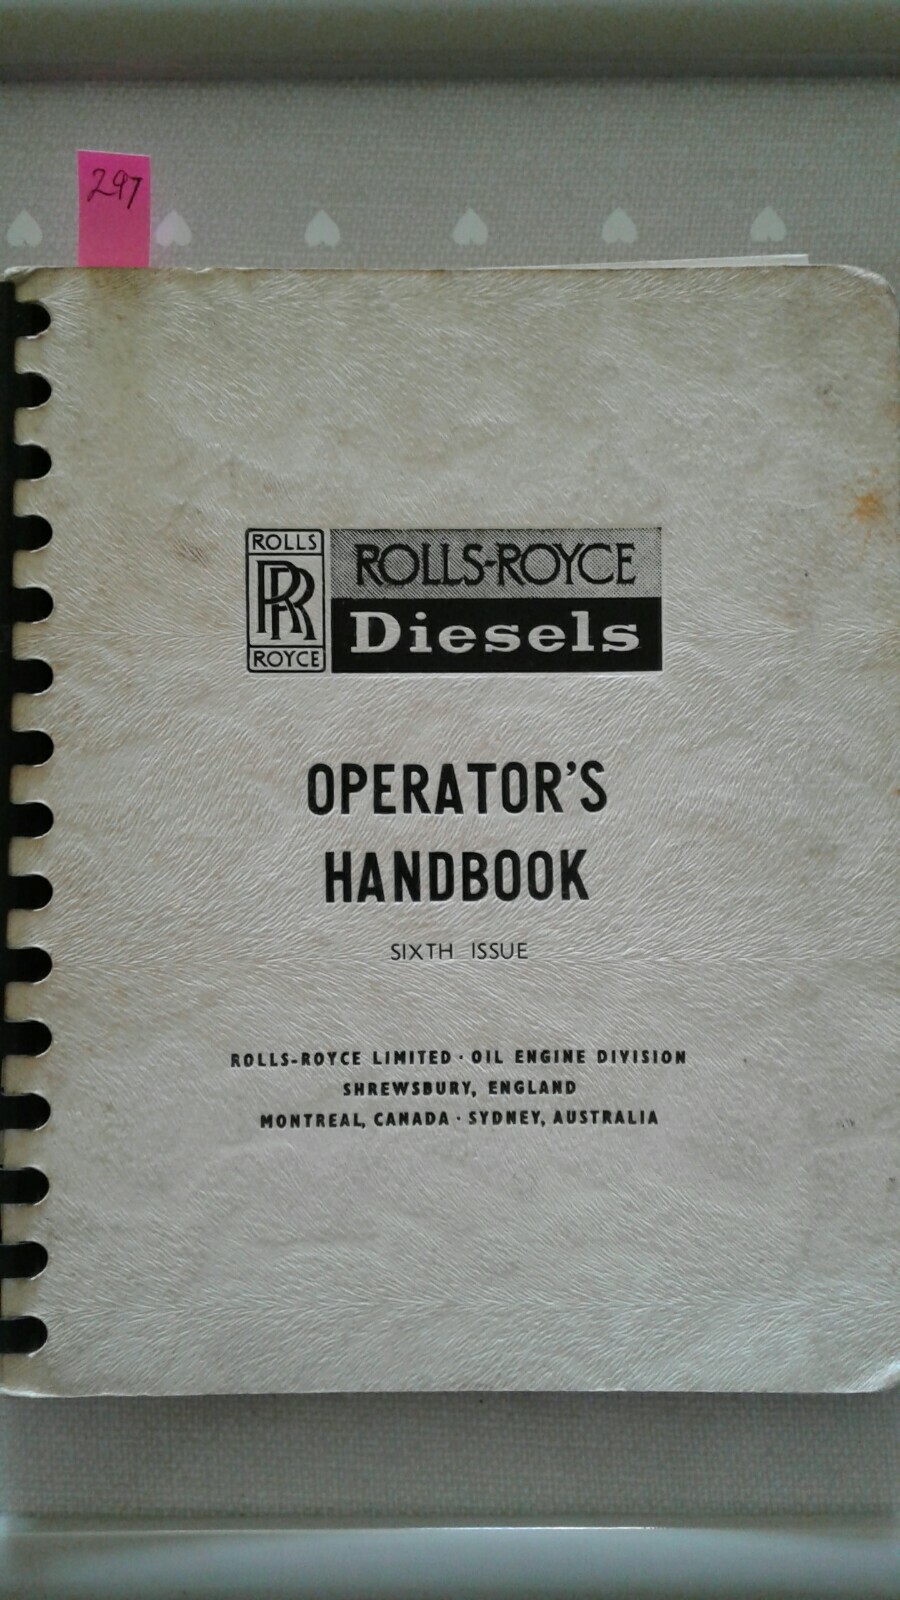 297
ROLLS
RR
ROYCE
ROLLS-ROYCE
Diesels
OPERATOR'S
HANDBOOK
SIXTH ISSUE
ROLLS-ROYCE LIMITED · OIL ENGINE DIVISION
SHREWSBURY, ENGLAND
MONTREAL, CANADA · SYDNEY, AUSTRALIA